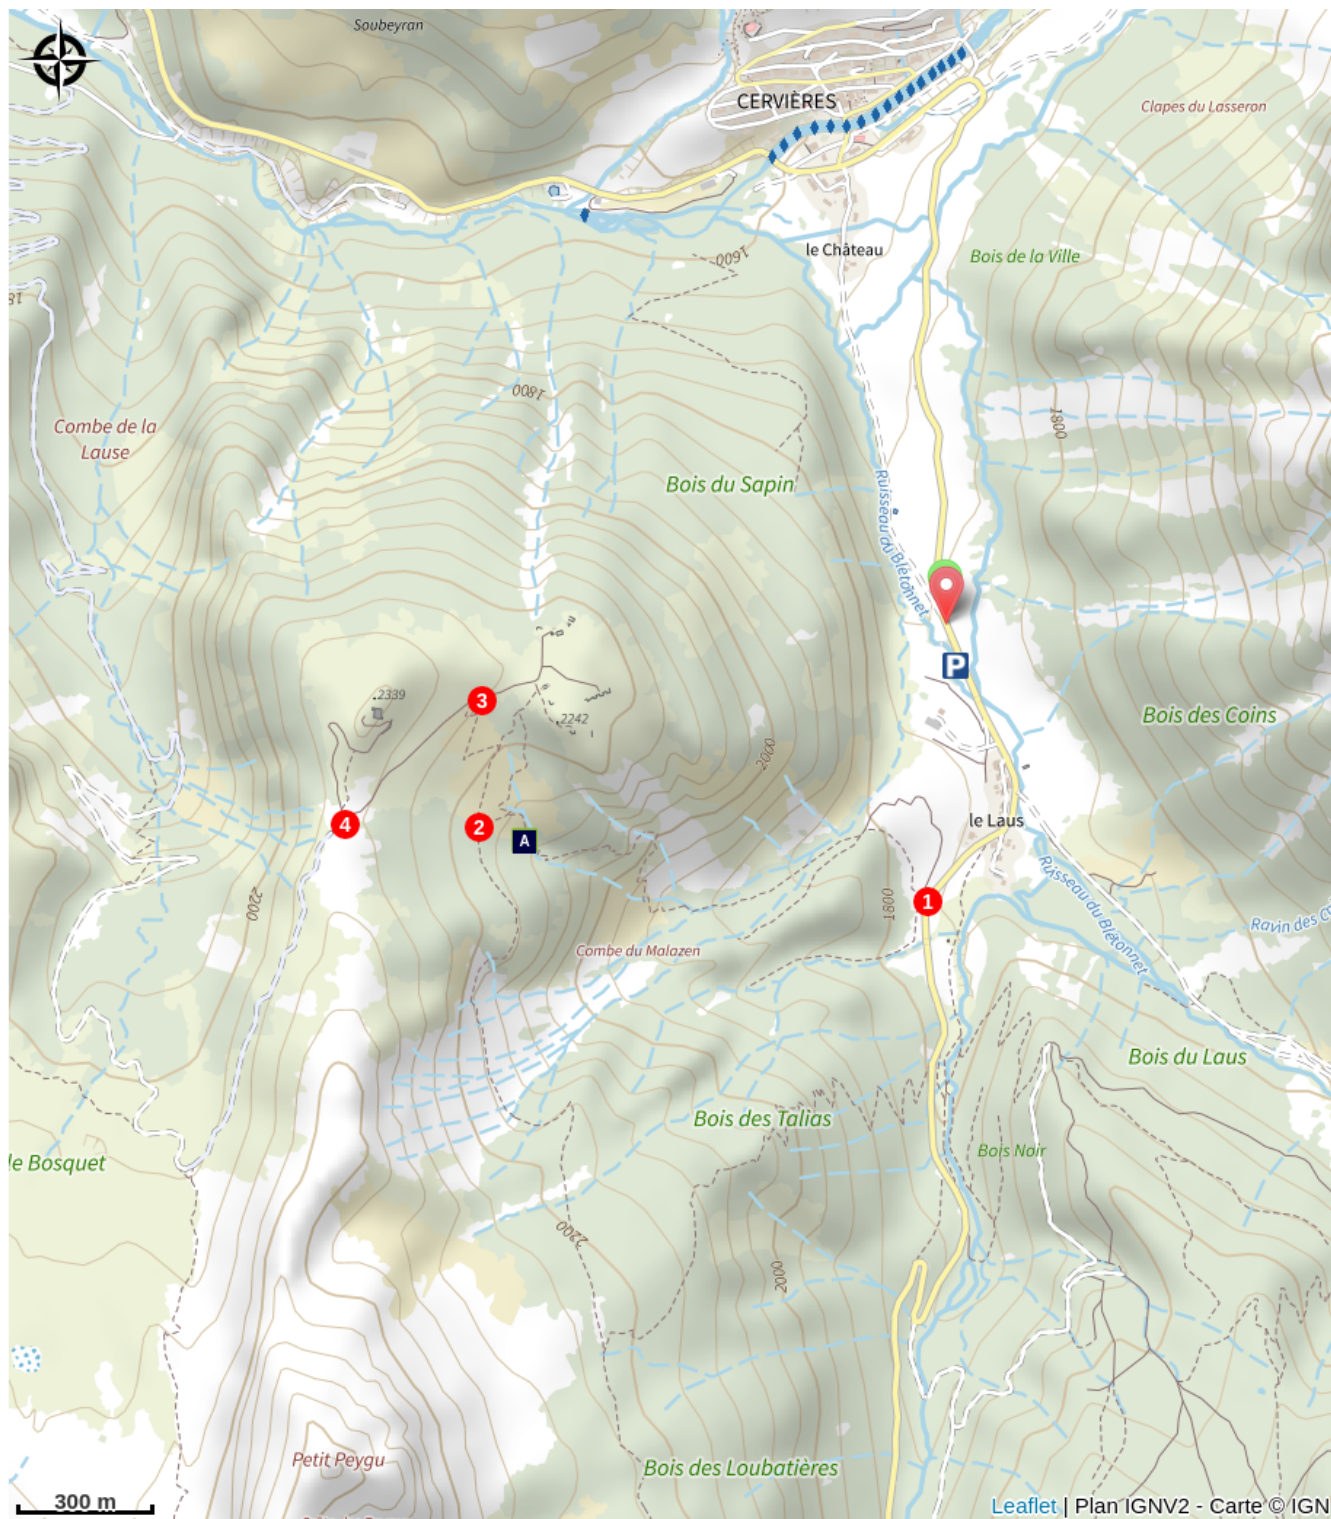 Soubeyran
CERVIÈRES
Clapes du Lasseron
le Château
1600
Bois de la Ville
1800
1800
Combe de la
Lause
Bois du Sapin
Ruisseau du Blétonnet
P
2339
3
2242
Bois des Coins
2000
4
2
A
le Laus
1
1800
2200
Ruisseau du Blétonnet
Combe du Malazen
Bois du Laus
Bois des Talias
Bois Noir
le Bosquet
2200
2000
Petit Peygu
Bois des Loubatières
300 m
Leaflet | Plan IGNV2 - Carte © IGN